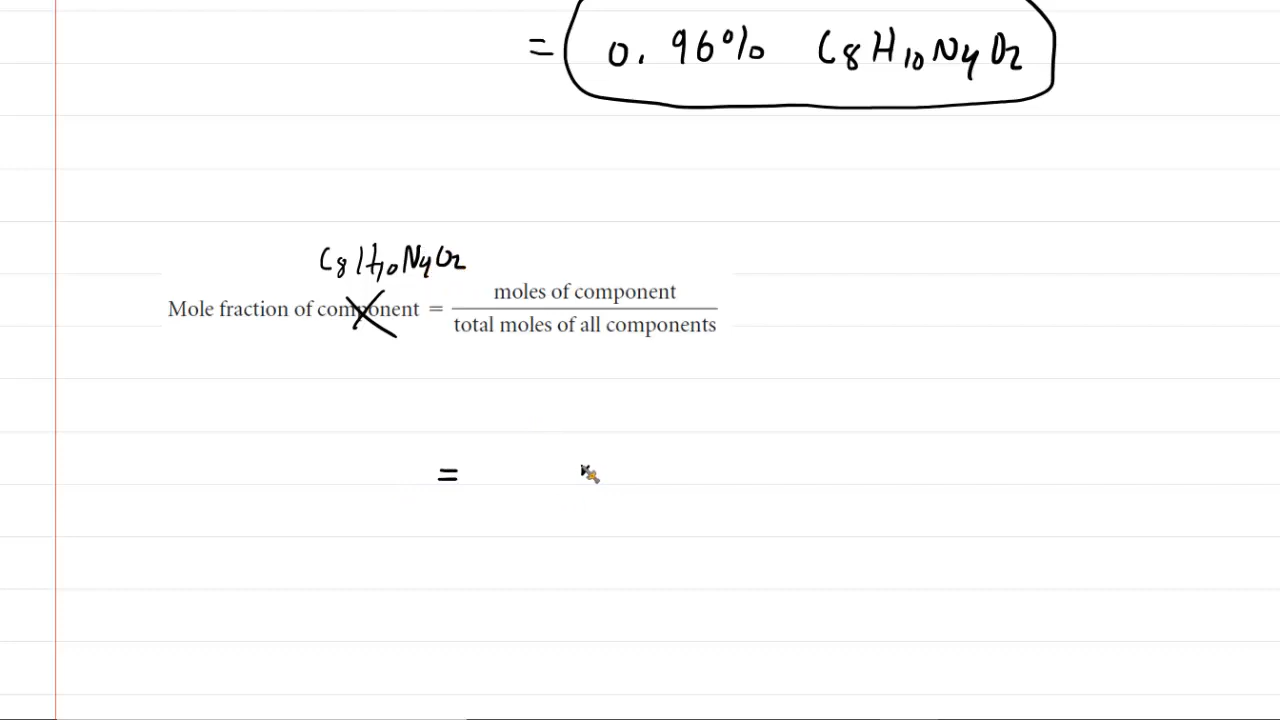 = 0.96% C8H10N4O2
C8H10N4O2
Mole fraction of component = moles of component
total moles of all components
=